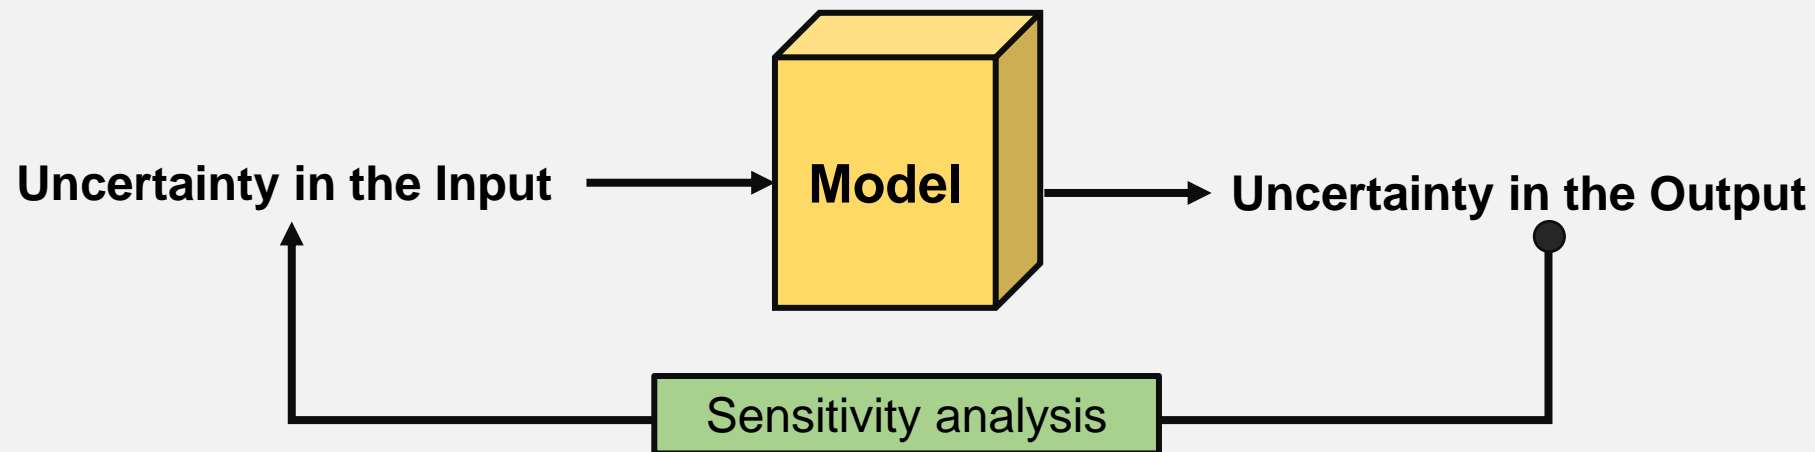 Uncertainty in the Input
Model
Uncertainty in the Output
Sensitivity analysis